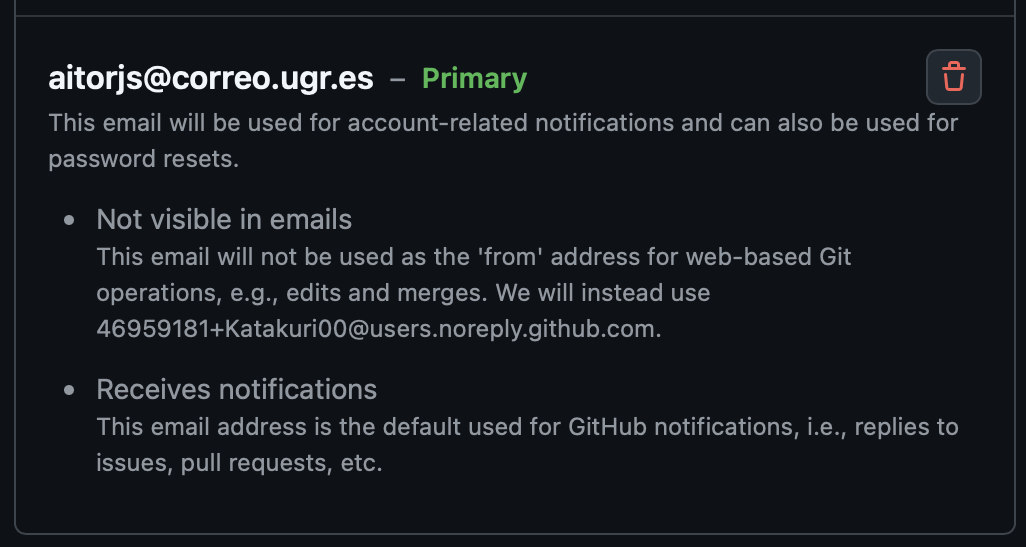 aitorjs@correo.ugr.es – Primary
This email will be used for account-related notifications and can also be used for
password resets.
Not visible in emails
This email will not be used as the 'from' address for web-based Git
operations, e.g., edits and merges. We will instead use
46959181+Katakuri00@users.noreply.github.com.
Receives notifications
This email address is the default used for GitHub notifications, i.e., replies to
issues, pull requests, etc.